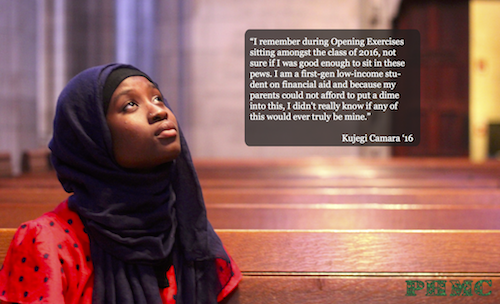 “I remember during Opening Exercises
sitting amongst the class of 2016, not
sure if I was good enough to sit in these
pews. I am a first-gen low-income stu-
dent on financial aid and because my
parents could not afford to put a dime
into this, I didn't really know if any of
this would ever truly be mine.”
Kujegi Camara '16
PHMC